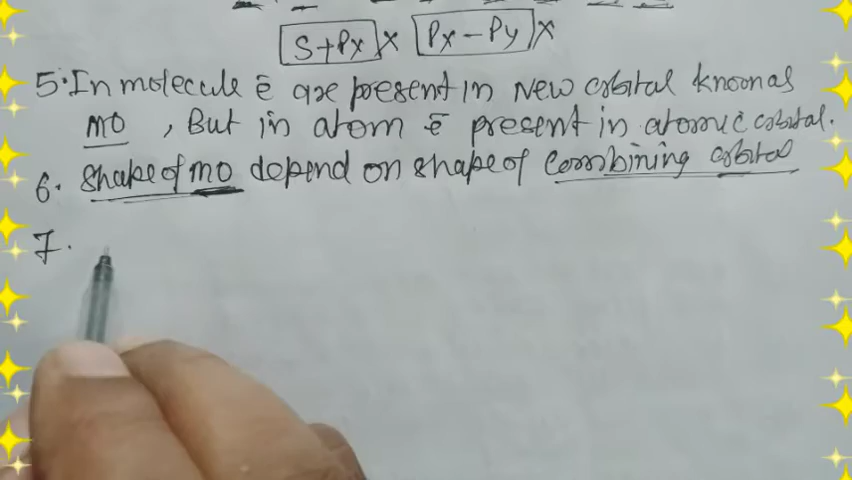 S+Px x Px-Py x
5. In molecule ē are present in New orbital known as
MO , But in atom ē present in atomic orbital.
6. Shape of MO depend on shape of Combining orbital
7.